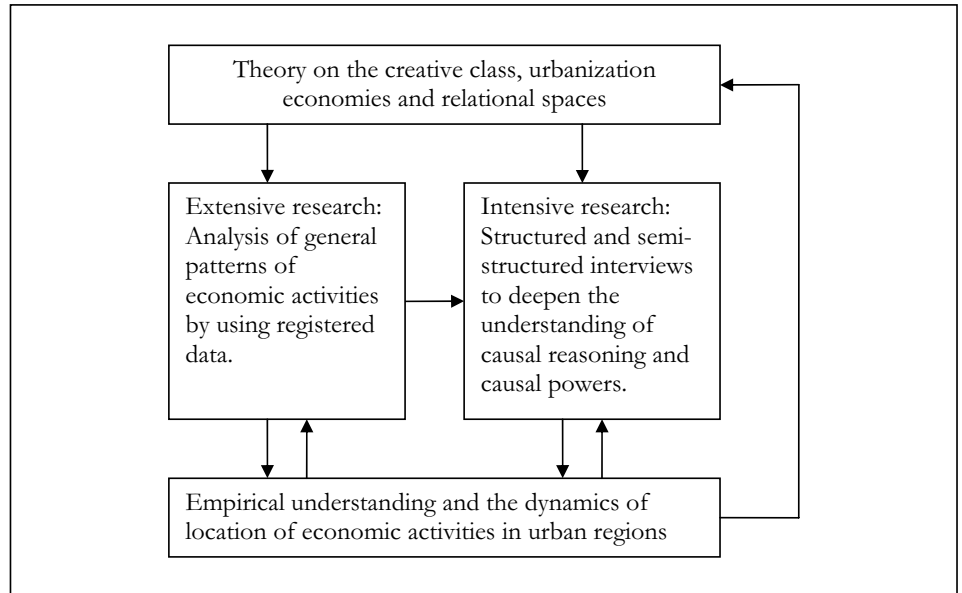 Theory on the creative class, urbanization
economies and relational spaces
Extensive research:
Analysis of general
patterns of
economic activities
by using registered
data.
Intensive research:
Structured and semi-
structured interviews
to deepen the
understanding of
causal reasoning and
causal powers.
Empirical understanding and the dynamics of
location of economic activities in urban regions